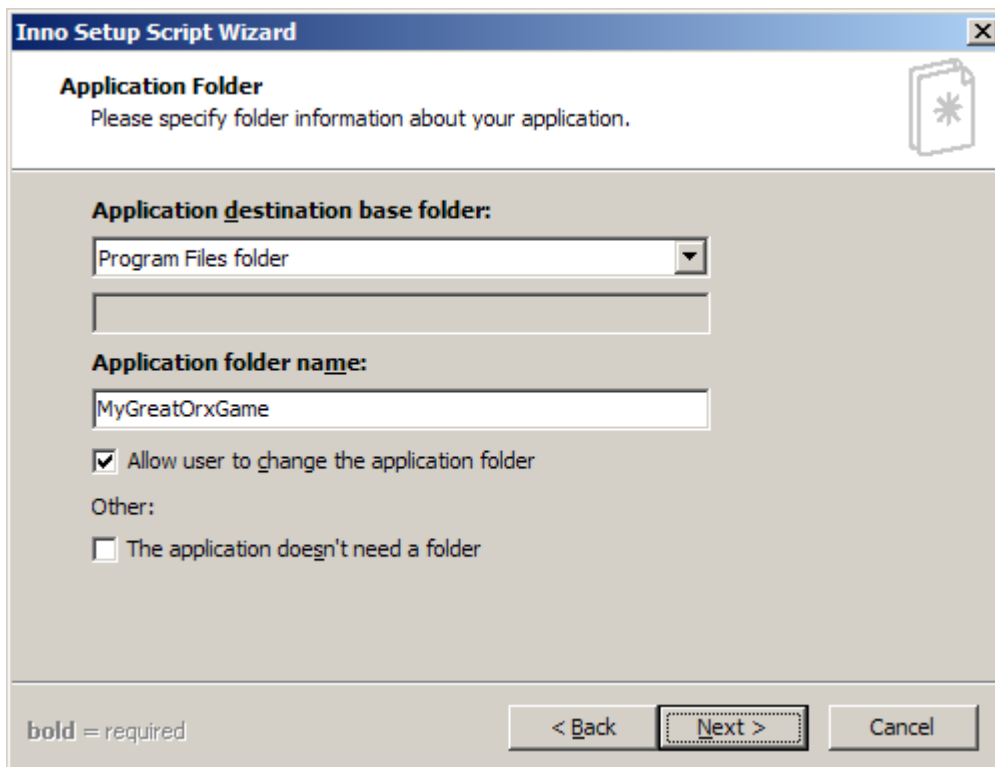 Inno Setup Script Wizard
Application Folder
Please specify folder information about your application.
Application destination base folder:
Program Files folder
Application folder name:
MyGreatOrxGame
Allow user to change the application folder
Other:
The application doesn't need a folder
bold = required
< Back
Next >
Cancel